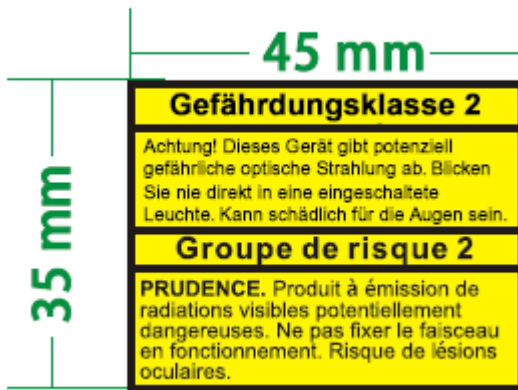 45 mm
35 mm
Gefährdungsklasse 2
Achtung! Dieses Gerät gibt potenziell
gefährliche optische Strahlung ab. Blicken
Sie nie direkt in eine eingeschaltete
Leuchte. Kann schädlich für die Augen sein.
Groupe de risque 2
PRUDENCE. Produit à émission de
radiations visibles potentiellement
dangereuses. Ne pas fixer le faisceau
en fonctionnement. Risque de lésions
oculaires.